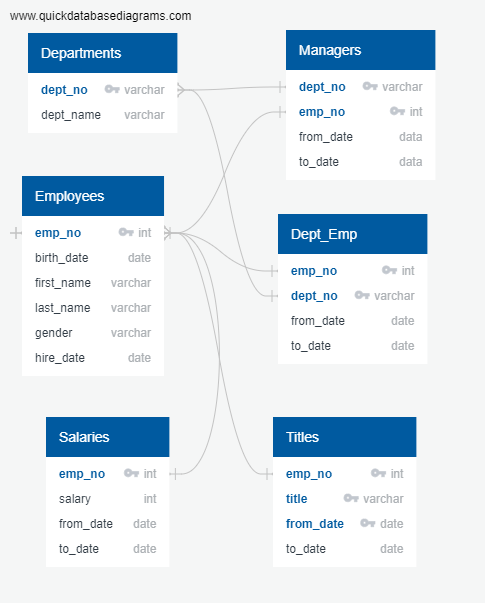 www.quickdatabasediagrams.com
Departments
dept_no varchar
dept_name varchar
Managers
dept_no varchar
emp_no int
from_date data
to_date data
Employees
emp_no int
birth_date date
first_name varchar
last_name varchar
gender varchar
hire_date date
Dept_Emp
emp_no int
dept_no varchar
from_date date
to_date date
Salaries
emp_no int
salary int
from_date date
to_date date
Titles
emp_no int
title varchar
from_date date
to_date date